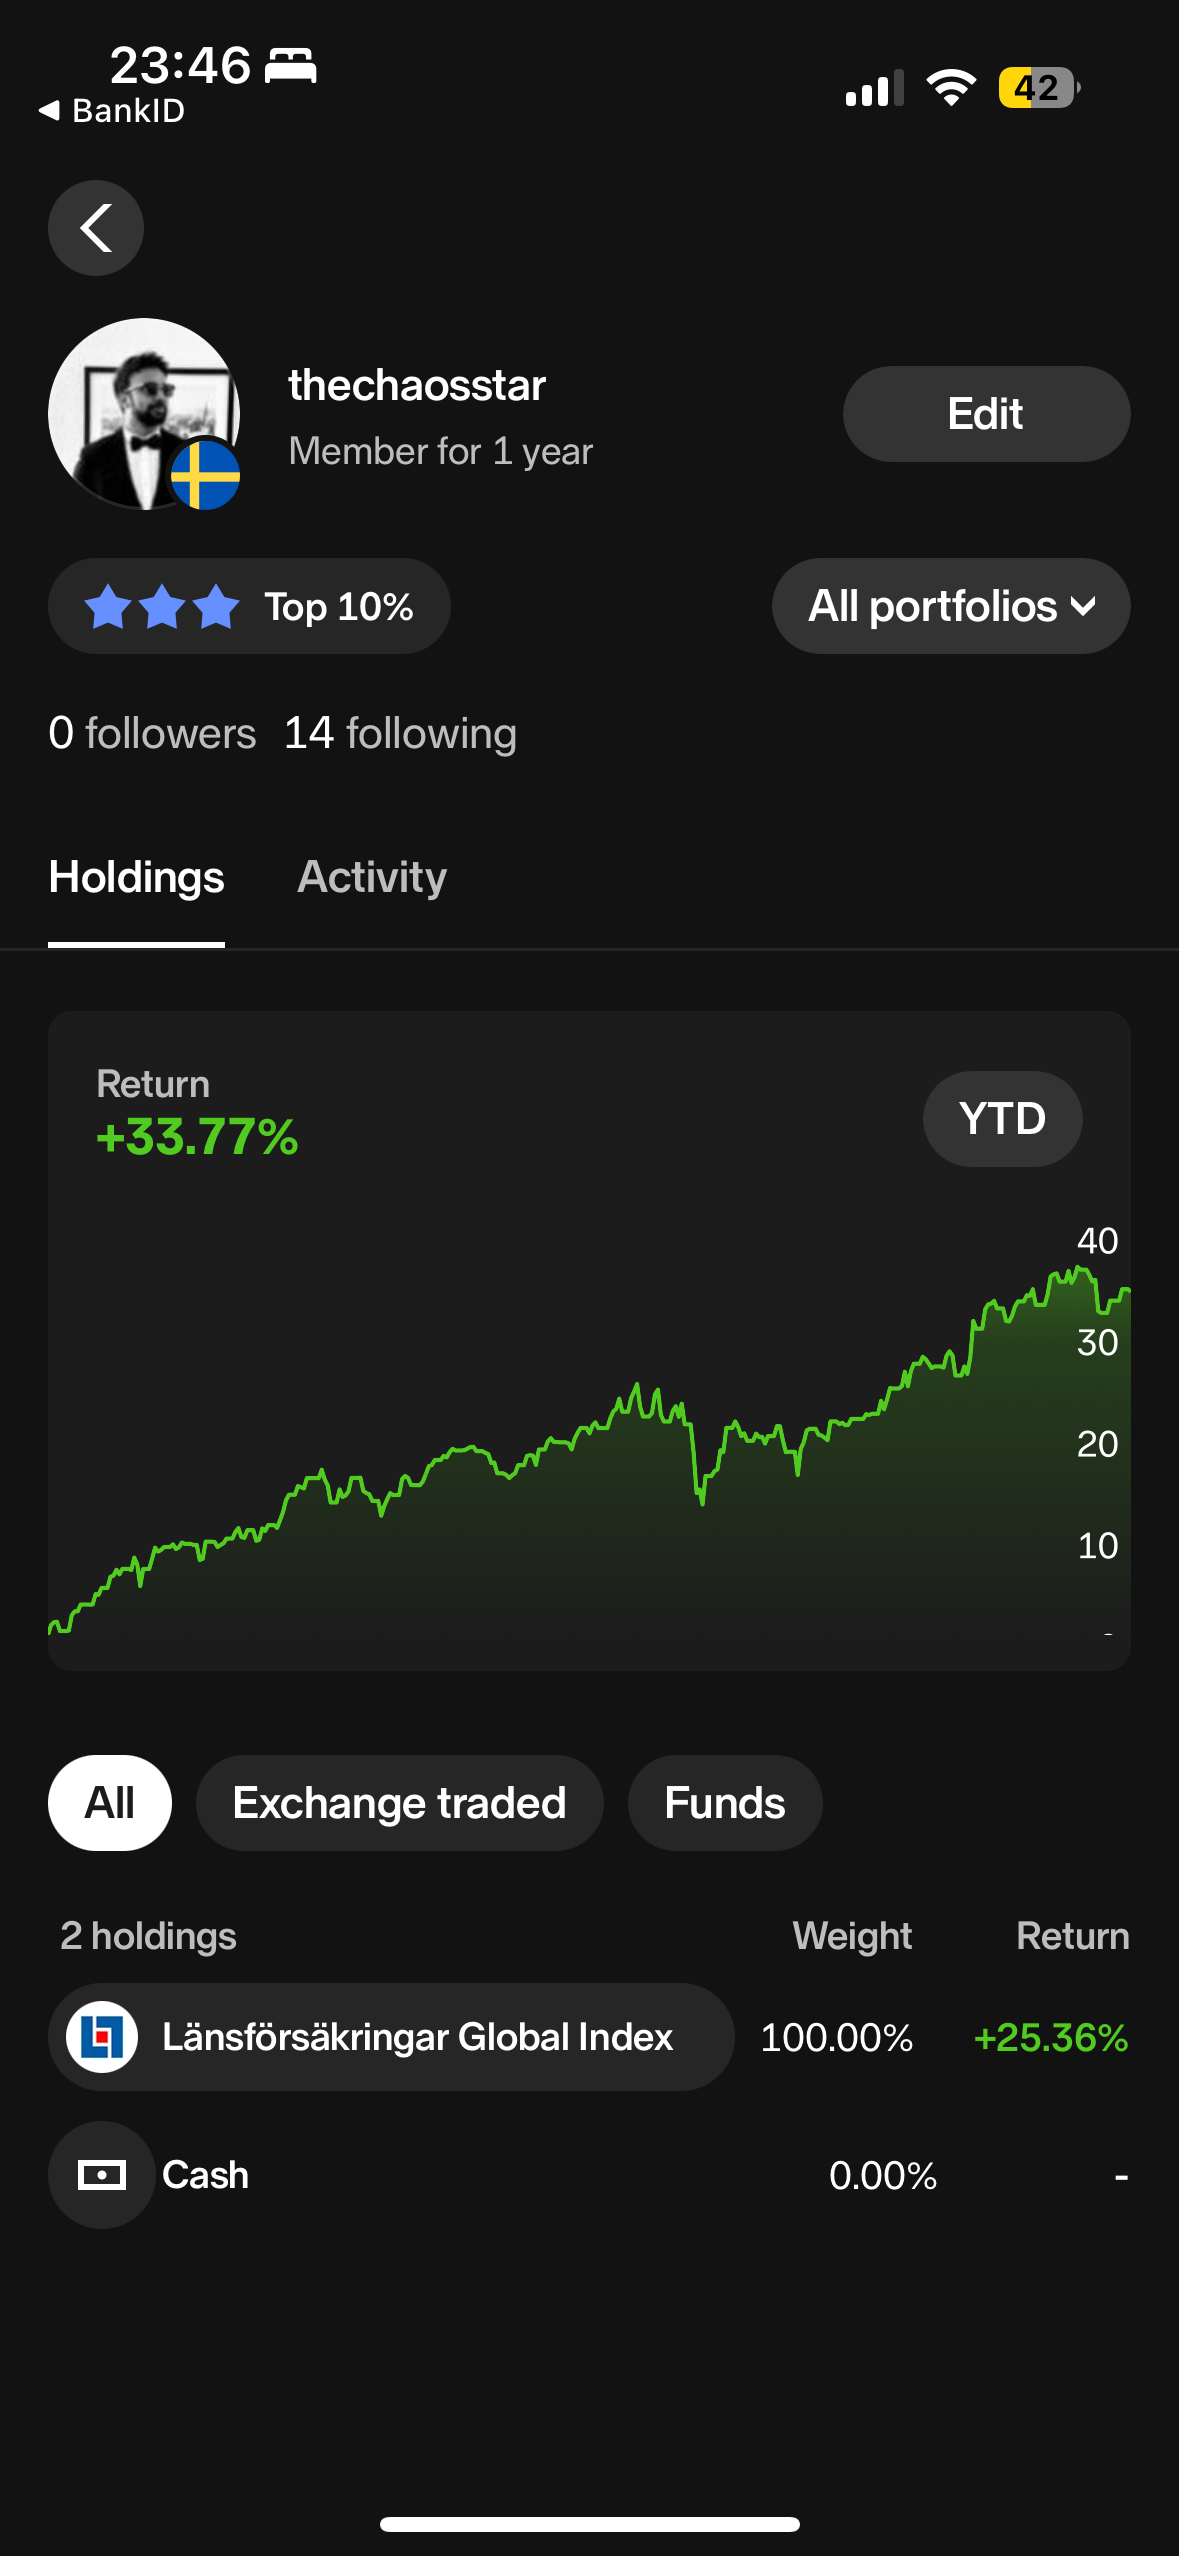 23:46
42
BankID
thechaosstar
Member for 1 year
Edit
Top 10%
All portfolios
0 followers 14 following
Holdings Activity
Return
+33.77%
YTD
40
30
20
10
All Exchange traded Funds
2 holdings Weight Return
Länsförsäkringar Global Index 100.00% +25.36%
Cash 0.00% -